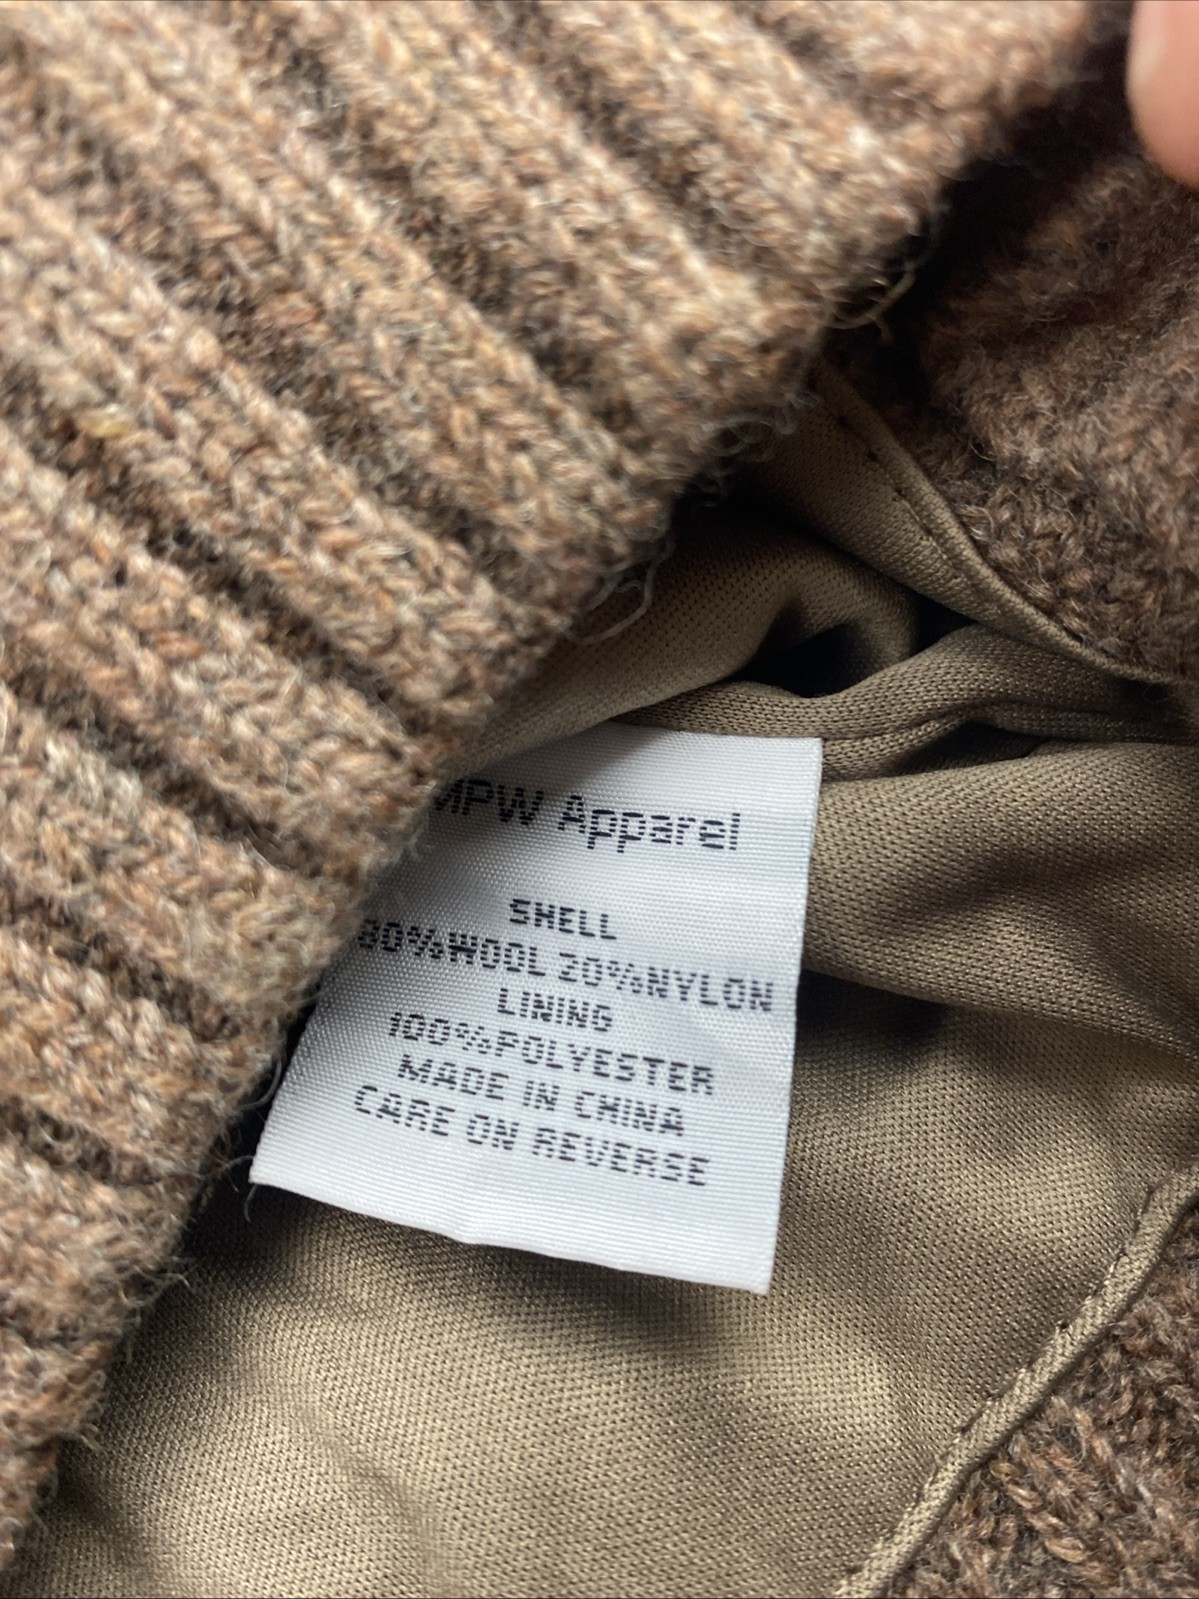 MPW Apparel
SHELL
80%WOOL 20%NYLON
LINING
100%POLYESTER
MADE IN CHINA
CARE ON REVERSE